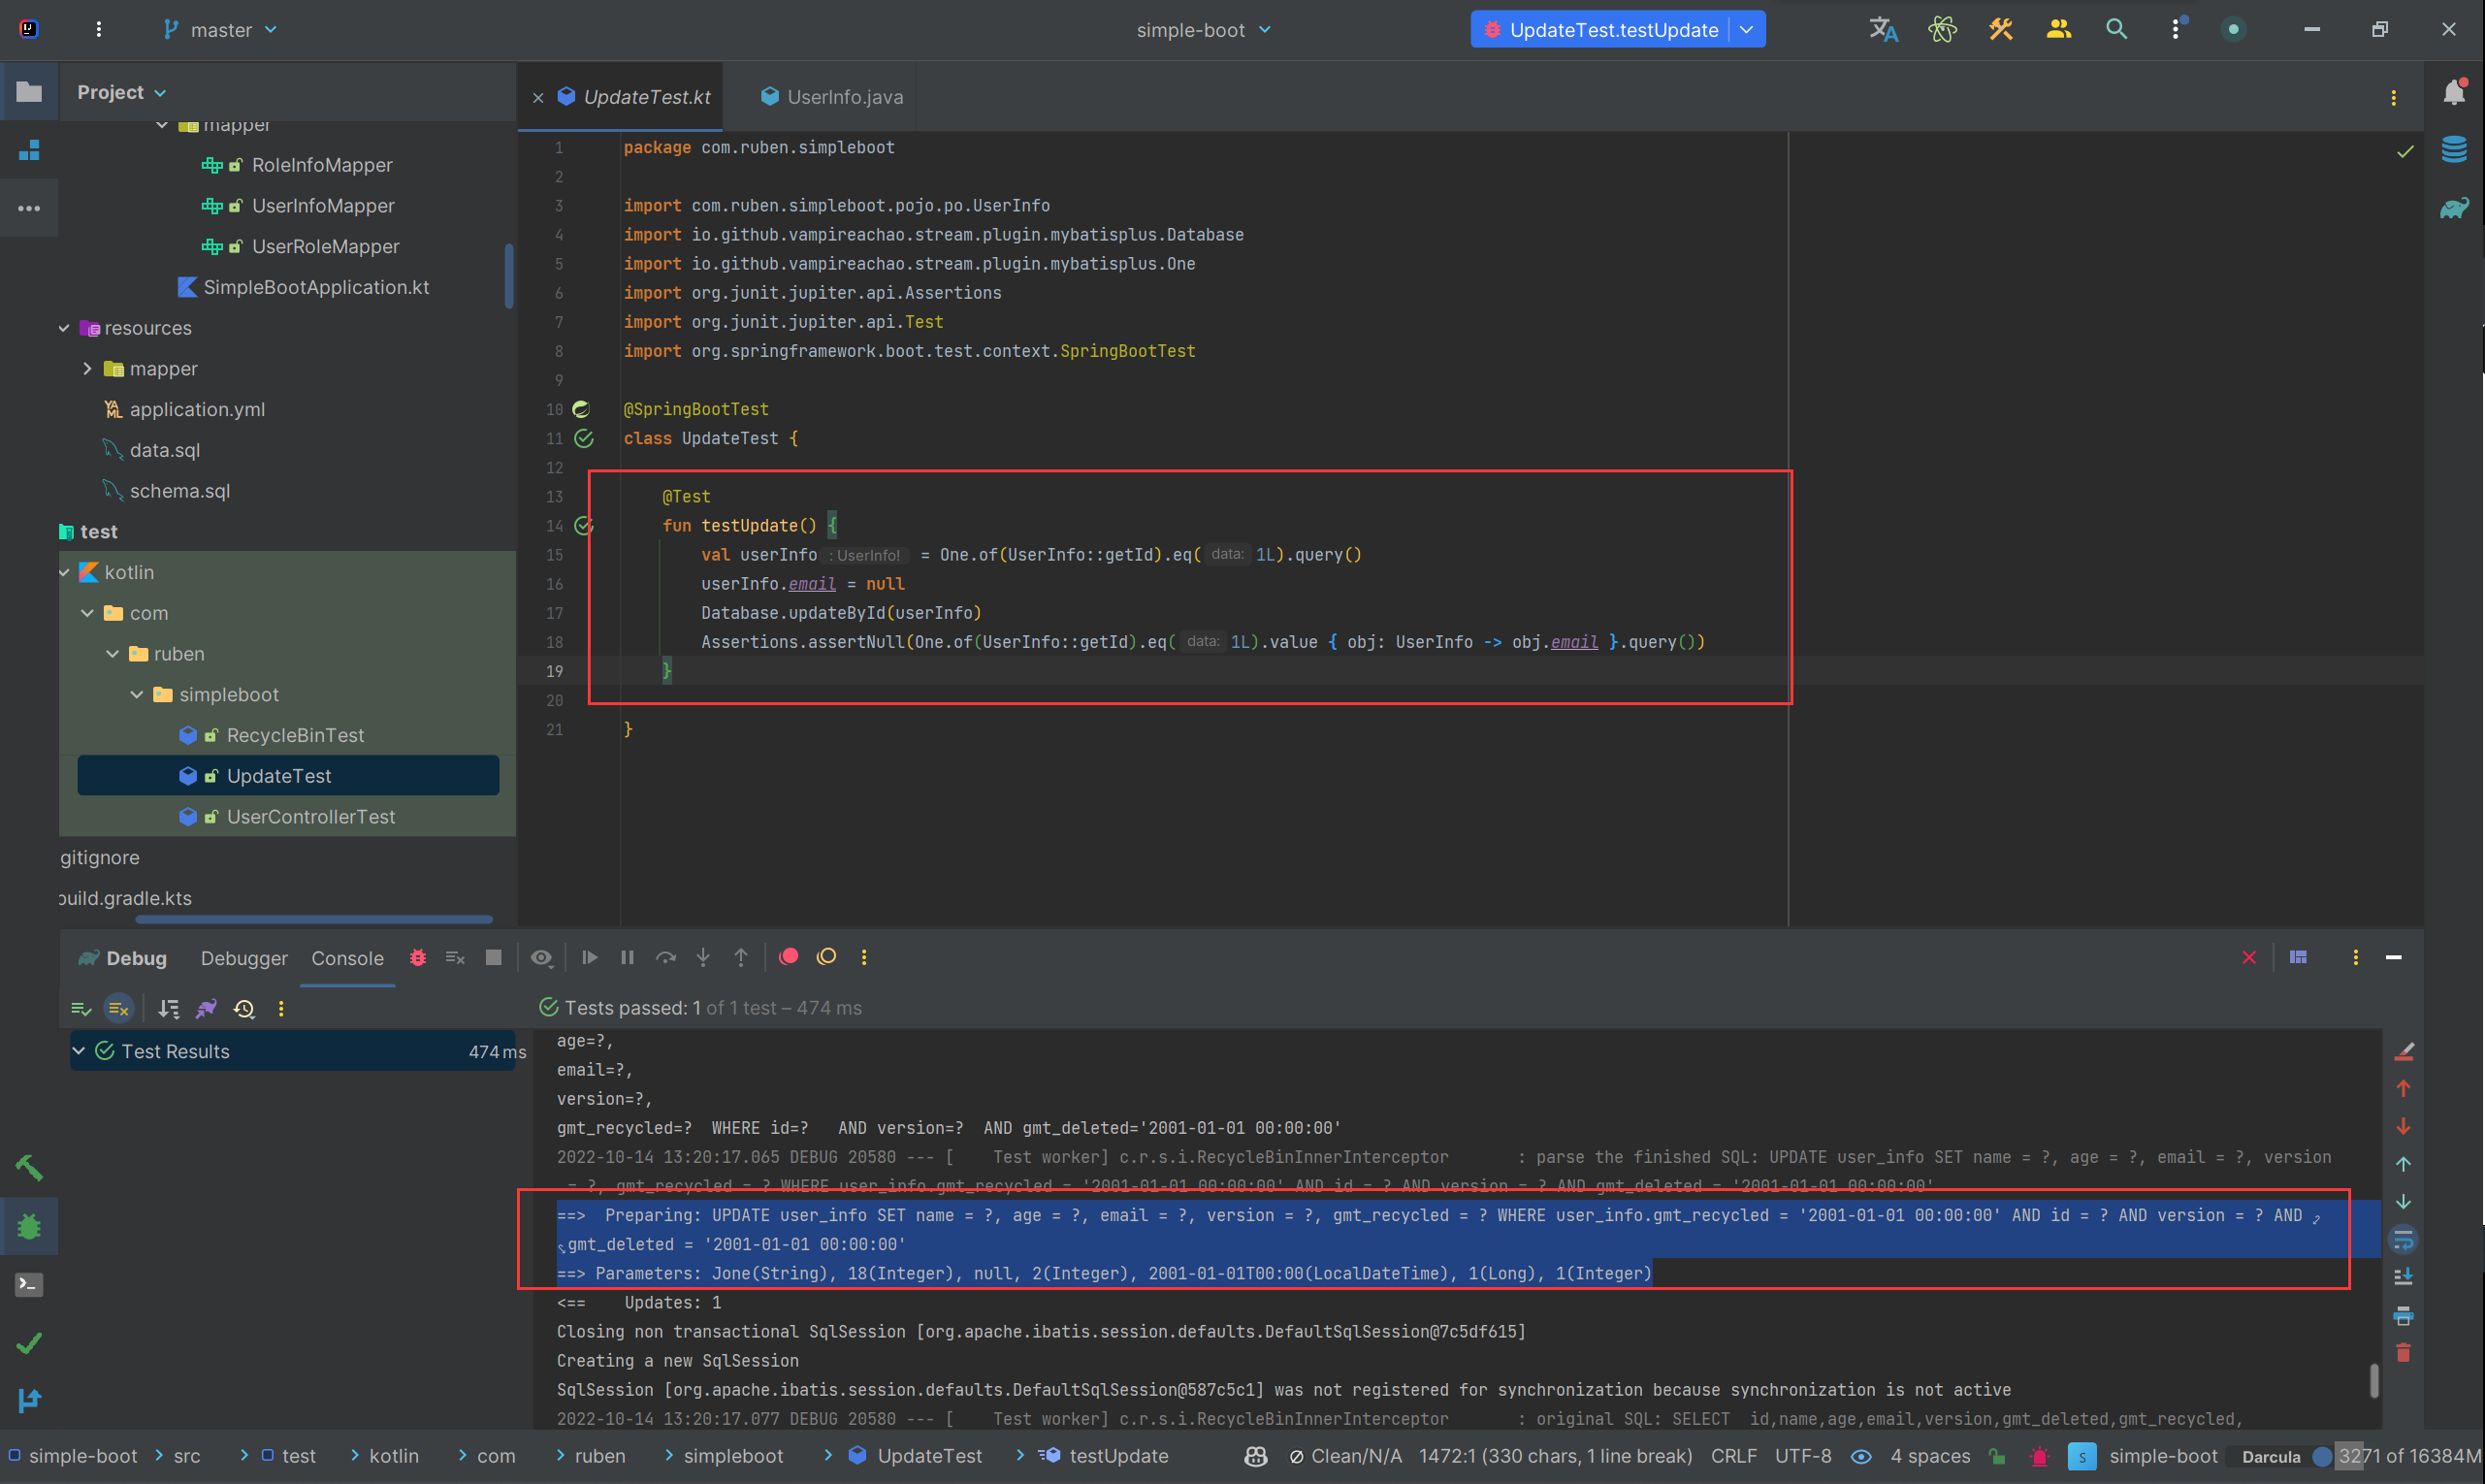 master
simple-boot
UpdateTest.testUpdate
Project
mapper
RoleInfoMapper
UserInfoMapper
UserRoleMapper
SimpleBootApplication.kt
resources
mapper
application.yml
data.sql
schema.sql
test
kotlin
com
ruben
simpleboot
RecycleBinTest
UpdateTest
UserControllerTest
gitignore
build.gradle.kts
UpdateTest.kt
UserInfo.java
1 package com.ruben.simpleboot
2
3 import com.ruben.simpleboot.pojo.po.UserInfo
4 import io.github.vampireachao.stream.plugin.mybatisplus.Database
5 import io.github.vampireachao.stream.plugin.mybatisplus.One
6 import org.junit.jupiter.api.Assertions
7 import org.junit.jupiter.api.Test
8 import org.springframework.boot.test.context.SpringBootTest
9
10 @SpringBootTest
11 class UpdateTest {
12
13 @Test
14 fun testUpdate() {
15 val userInfo : UserInfo! = One.of(UserInfo::getId).eq( data: 1L).query()
16 userInfo.email = null
17 Database.updateById(userInfo)
18 Assertions.assertNull(One.of(UserInfo::getId).eq( data: 1L).value { obj: UserInfo -> obj.email }.query())
19 }
20
21 }
Debug Debugger Console
Tests passed: 1 of 1 test – 474 ms
Test Results 474 ms
age=?,
email=?,
version=?,
gmt_recycled=?  WHERE id=?   AND version=?  AND gmt_deleted='2001-01-01 00:00:00'
2022-10-14 13:20:17.065 DEBUG 20580 --- [    Test worker] c.r.s.i.RecycleBinInnerInterceptor       : parse the finished SQL: UPDATE user_info SET name = ?, age = ?, email = ?, version
= ?, gmt_recycled = ? WHERE user_info.gmt_recycled = '2001-01-01 00:00:00' AND id = ? AND version = ? AND gmt_deleted = '2001-01-01 00:00:00'
==>  Preparing: UPDATE user_info SET name = ?, age = ?, email = ?, version = ?, gmt_recycled = ? WHERE user_info.gmt_recycled = '2001-01-01 00:00:00' AND id = ? AND version = ? AND
gmt_deleted = '2001-01-01 00:00:00'
==> Parameters: Jone(String), 18(Integer), null, 2(Integer), 2001-01-01T00:00(LocalDateTime), 1(Long), 1(Integer)
<==    Updates: 1
Closing non transactional SqlSession [org.apache.ibatis.session.defaults.DefaultSqlSession@7c5df615]
Creating a new SqlSession
SqlSession [org.apache.ibatis.session.defaults.DefaultSqlSession@587c5c1] was not registered for synchronization because synchronization is not active
2022-10-14 13:20:17.077 DEBUG 20580 --- [    Test worker] c.r.s.i.RecycleBinInnerInterceptor       : original SQL: SELECT  id,name,age,email,version,gmt_deleted,gmt_recycled,
simple-boot > src > test > kotlin > com > ruben > simpleboot > UpdateTest > testUpdate
Clean/N/A 1472:1 (330 chars, 1 line break) CRLF UTF-8 4 spaces S simple-boot Darcula 3271 of 16384M